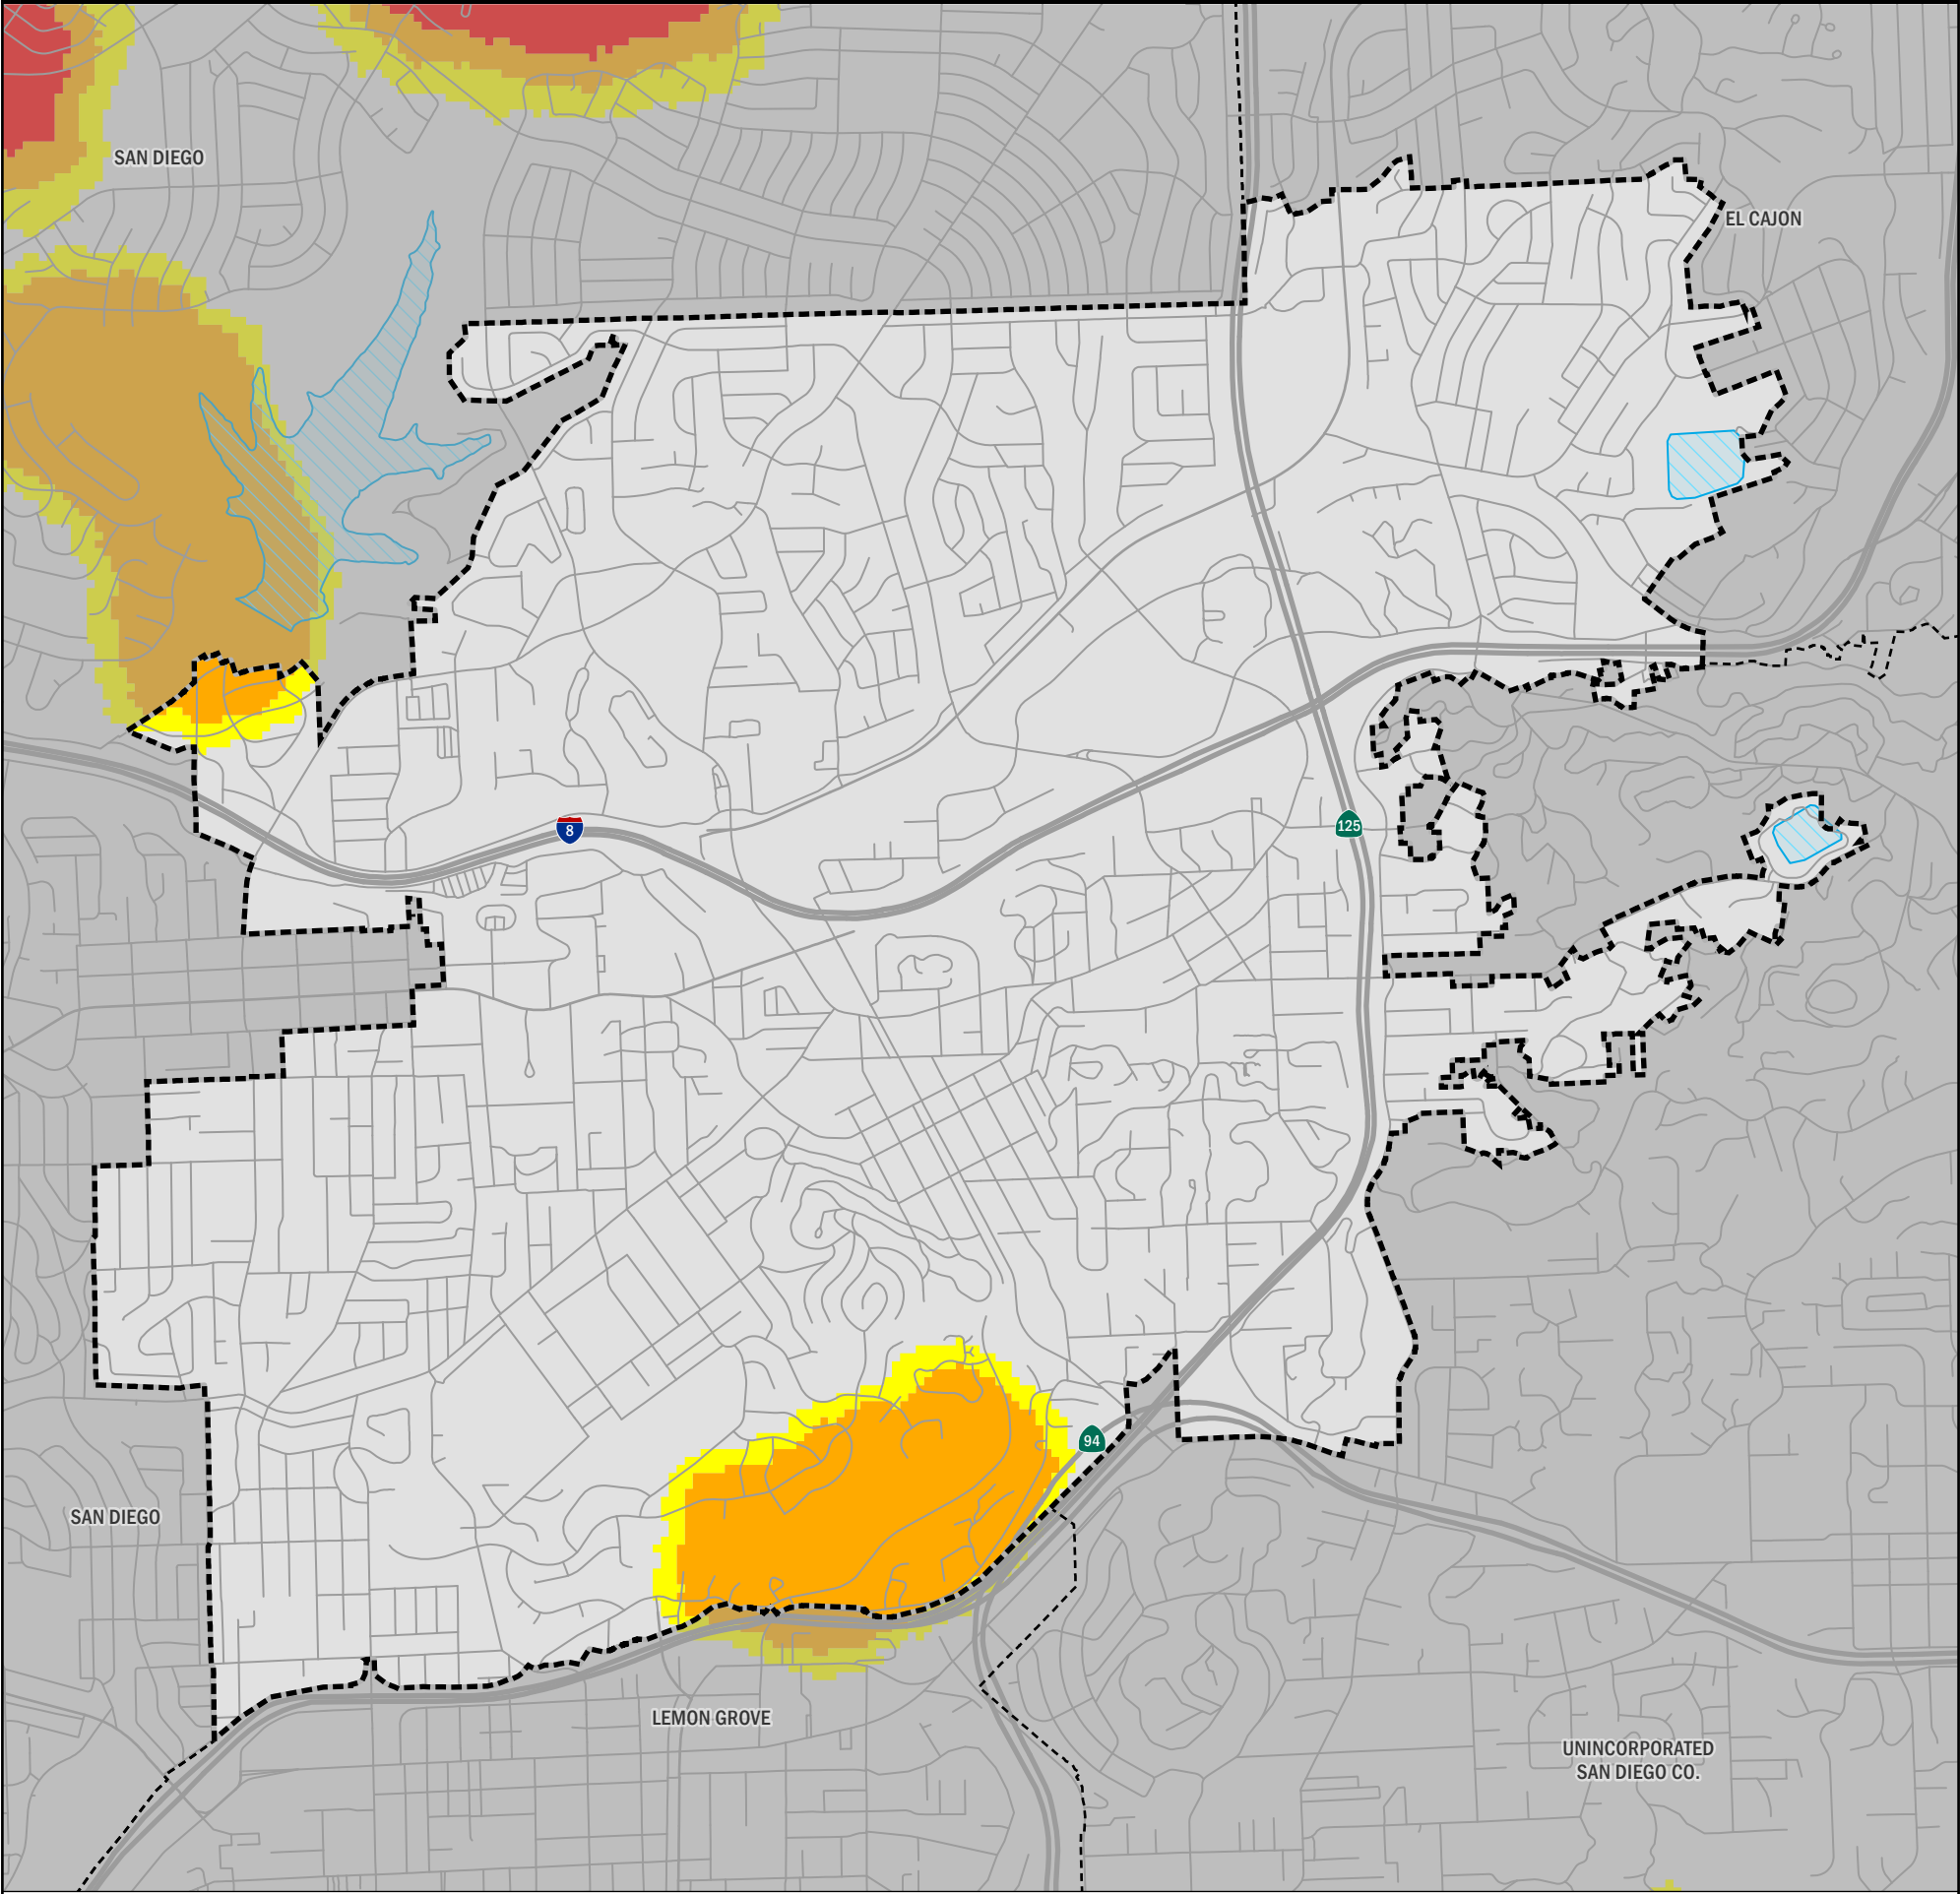 SAN DIEGO
EL CAJON
8
125
94
SAN DIEGO
LEMON GROVE
UNINCORPORATED
SAN DIEGO CO.